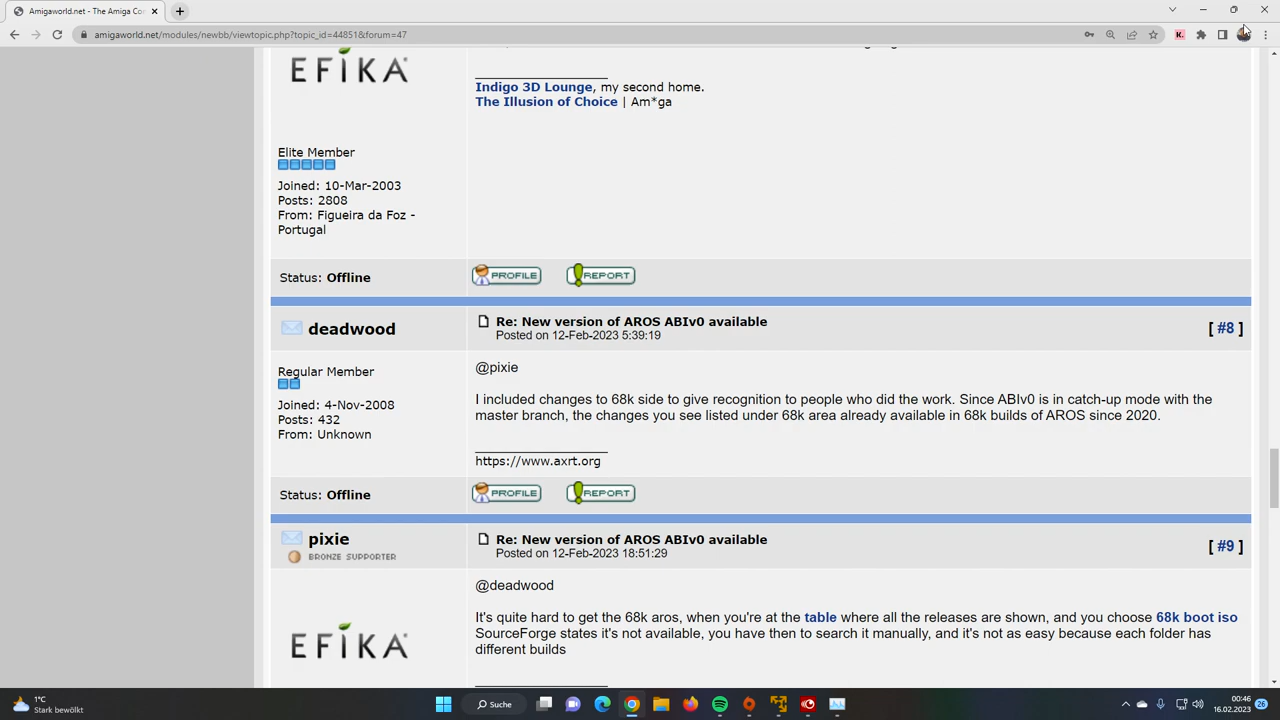 Amigaworld.net - The Amiga Co
amigaworld.net/modules/newbb/viewtopic.php?topic_id=44851&forum=47
EFIKA
Indigo 3D Lounge, my second home.
The Illusion of Choice | Am*ga
Elite Member
Joined: 10-Mar-2003
Posts: 2808
From: Figueira da Foz -
Portugal
Status: Offline
PROFILE
REPORT
deadwood
Re: New version of AROS ABIv0 available
Posted on 12-Feb-2023 5:39:19
[ #8 ]
Regular Member
Joined: 4-Nov-2008
Posts: 432
From: Unknown
@pixie
I included changes to 68k side to give recognition to people who did the work. Since ABIv0 is in catch-up mode with the
master branch, the changes you see listed under 68k area already available in 68k builds of AROS since 2020.
https://www.axrt.org
Status: Offline
PROFILE
REPORT
pixie
BRONZE SUPPORTER
Re: New version of AROS ABIv0 available
Posted on 12-Feb-2023 18:51:29
[ #9 ]
EFIKA
@deadwood
It's quite hard to get the 68k aros, when you're at the table where all the releases are shown, and you choose 68k boot iso
SourceForge states it's not available, you have then to search it manually, and it's not as easy because each folder has
different builds
1°C
Stark bewölkt
Suche
00:46
16.02.2023
26